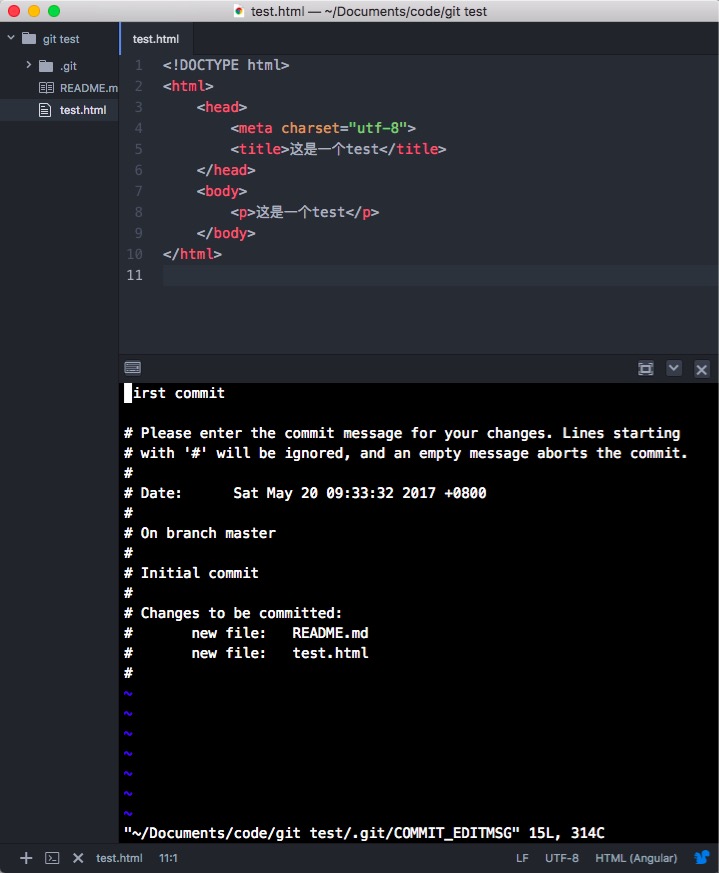 test.html — ~/Documents/code/git test
git test
.git
README.m
test.html
test.html
1 <!DOCTYPE html>
2 <html>
3 <head>
4 <meta charset="utf-8">
5 <title>这是一个test</title>
6 </head>
7 <body>
8 <p>这是一个test</p>
9 </body>
10 </html>
11
irst commit
# Please enter the commit message for your changes. Lines starting
# with '#' will be ignored, and an empty message aborts the commit.
#
# Date:      Sat May 20 09:33:32 2017 +0800
#
# On branch master
#
# Initial commit
#
# Changes to be committed:
#       new file:   README.md
#       new file:   test.html
#
~
~
~
~
~
~
~
"~/Documents/code/git test/.git/COMMIT_EDITMSG" 15L, 314C
test.html 11:1 LF UTF-8 HTML (Angular)